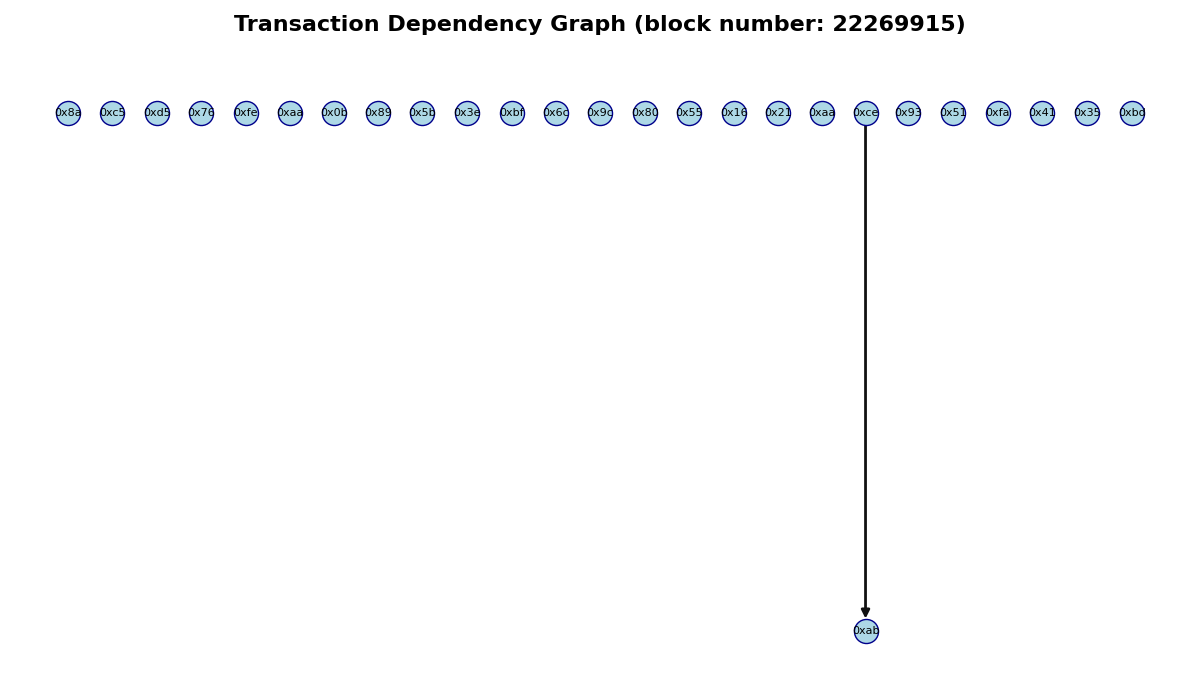 Transaction Dependency Graph (block number: 22269915)
0x8a 0xc5 0xd5 0x76 0xfe 0xaa 0x0b 0x89 0x5b 0x3e 0xbf 0x6c 0x9c 0x80 0x55 0x16 0x21 0xaa 0xce 0x93 0x51 0xfa 0x41 0x35 0xbd
0xab